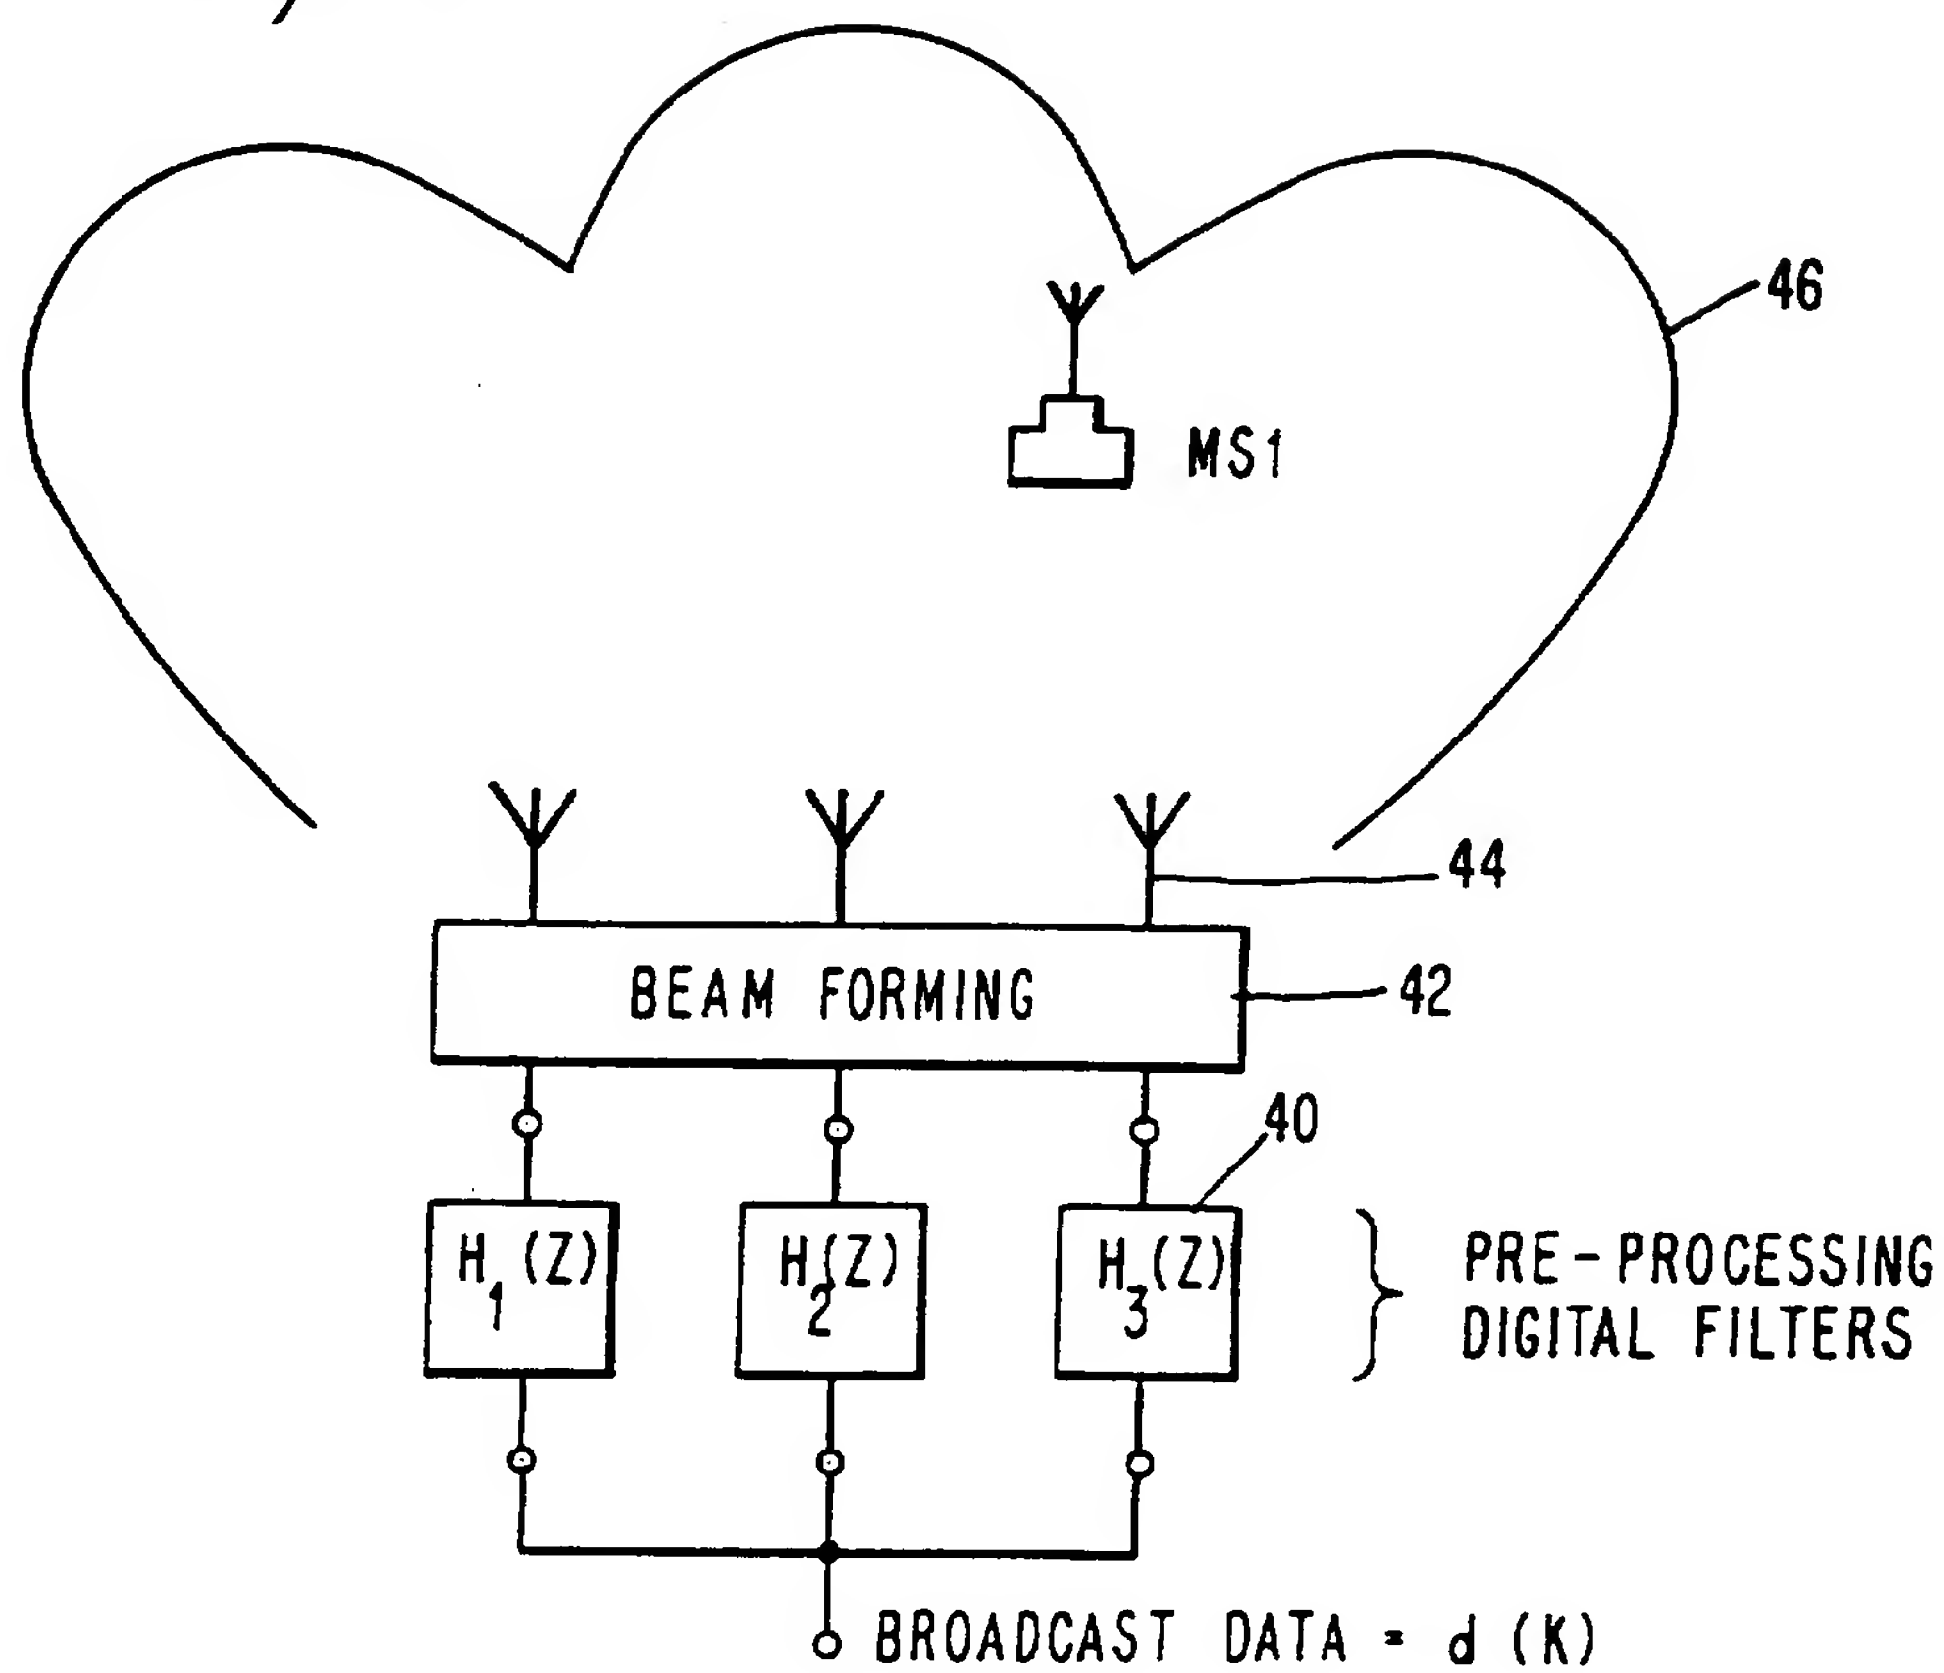 46
MS1
44
BEAM FORMING
42
40
H1(Z)
H2(Z)
H3(Z)
PRE-PROCESSING
DIGITAL FILTERS
BROADCAST DATA = d (K)